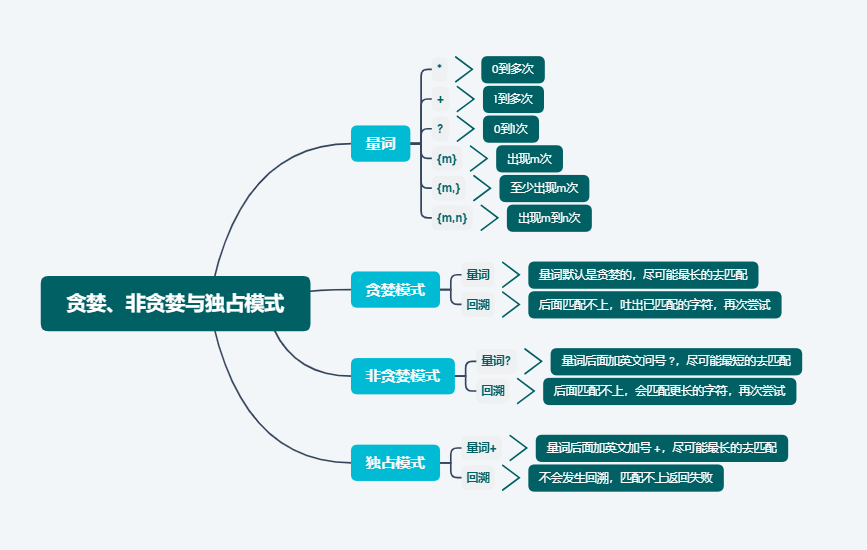 贪婪、非贪婪与独占模式
量词
*
0到多次
+
1到多次
?
0到1次
{m}
出现m次
{m,}
至少出现m次
{m,n}
出现m到n次
贪婪模式
量词
量词默认是贪婪的，尽可能最长的去匹配
回溯
后面匹配不上，吐出已匹配的字符，再次尝试
非贪婪模式
量词?
量词后面加英文问号 ?，尽可能最短的去匹配
回溯
后面匹配不上，会匹配更长的字符，再次尝试
独占模式
量词+
量词后面加英文加号 +，尽可能最长的去匹配
回溯
不会发生回溯，匹配不上返回失败